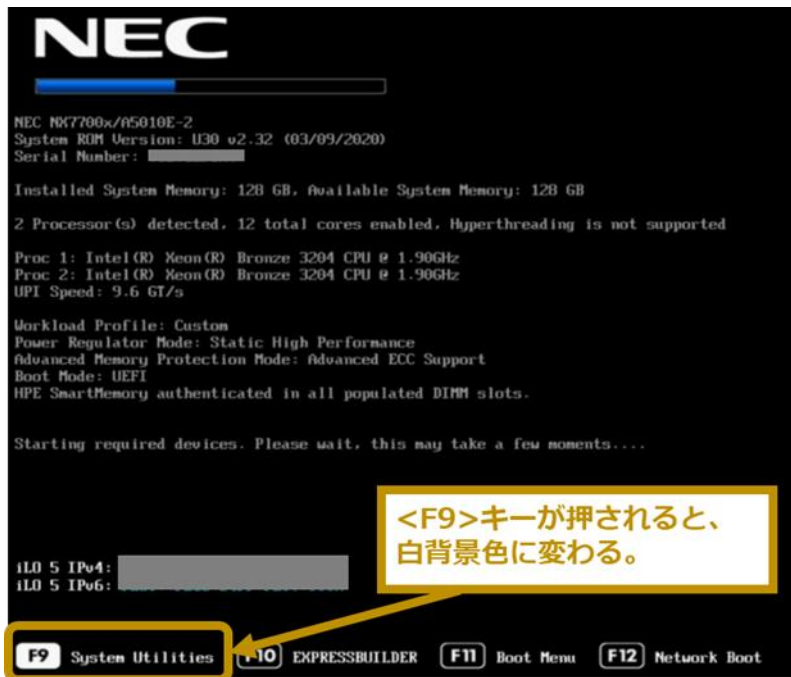 NEC
NEC NX7700x/A5010E-2
System ROM Version: U30 v2.32 (03/09/2020)
Serial Number:
Installed System Memory: 128 GB, Available System Memory: 128 GB
2 Processor(s) detected, 12 total cores enabled, Hyperthreading is not supported
Proc 1: Intel(R) Xeon(R) Bronze 3204 CPU @ 1.90GHz
Proc 2: Intel(R) Xeon(R) Bronze 3204 CPU @ 1.90GHz
UPI Speed: 9.6 GT/s
Workload Profile: Custom
Power Regulator Mode: Static High Performance
Advanced Memory Protection Mode: Advanced ECC Support
Boot Mode: UEFI
HPE SmartMemory authenticated in all populated DIMM slots.
Starting required devices. Please wait, this may take a few moments....
<F9>キーが押されると、
白背景色に変わる。
iLO 5 IPv4:
iLO 5 IPv6:
F9 System Utilities F10 EXPRESSBUILDER F11 Boot Menu F12 Network Boot